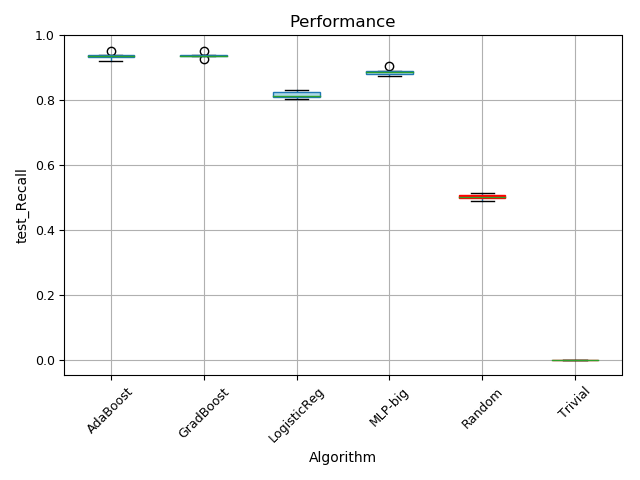 Performance
1.0
0.8
0.6
0.4
0.2
0.0
test_Recall
AdaBoost
GradBoost
LogisticReg
MLP-big
Random
Trivial
Algorithm